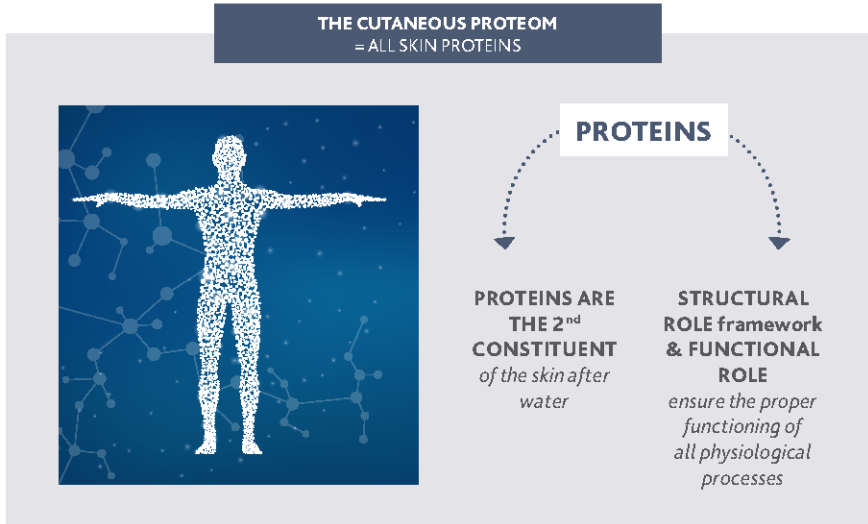 THE CUTANEOUS PROTEOM
= ALL SKIN PROTEINS
PROTEINS
PROTEINS ARE
THE 2nd
CONSTITUENT
of the skin after
water
STRUCTURAL
ROLE framework
& FUNCTIONAL
ROLE
ensure the proper
functioning of
all physiological
processes